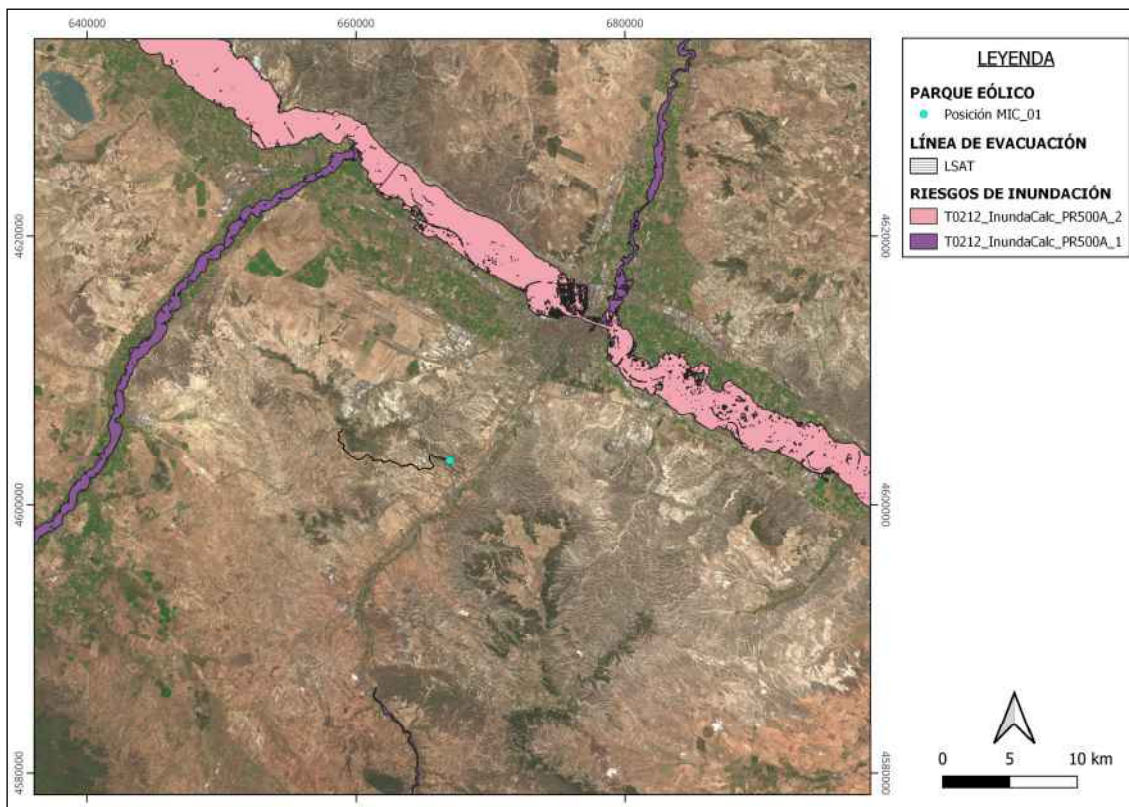 640000
660000
680000
4620000
4600000
4580000
4620000
4600000
4580000
LEYENDA
PARQUE EÓLICO
Posición MIC_01
LÍNEA DE EVACUACIÓN
LSAT
RIESGOS DE INUNDACIÓN
T0212_InundaCalc_PR500A_2
T0212_InundaCalc_PR500A_1
0 5 10 km